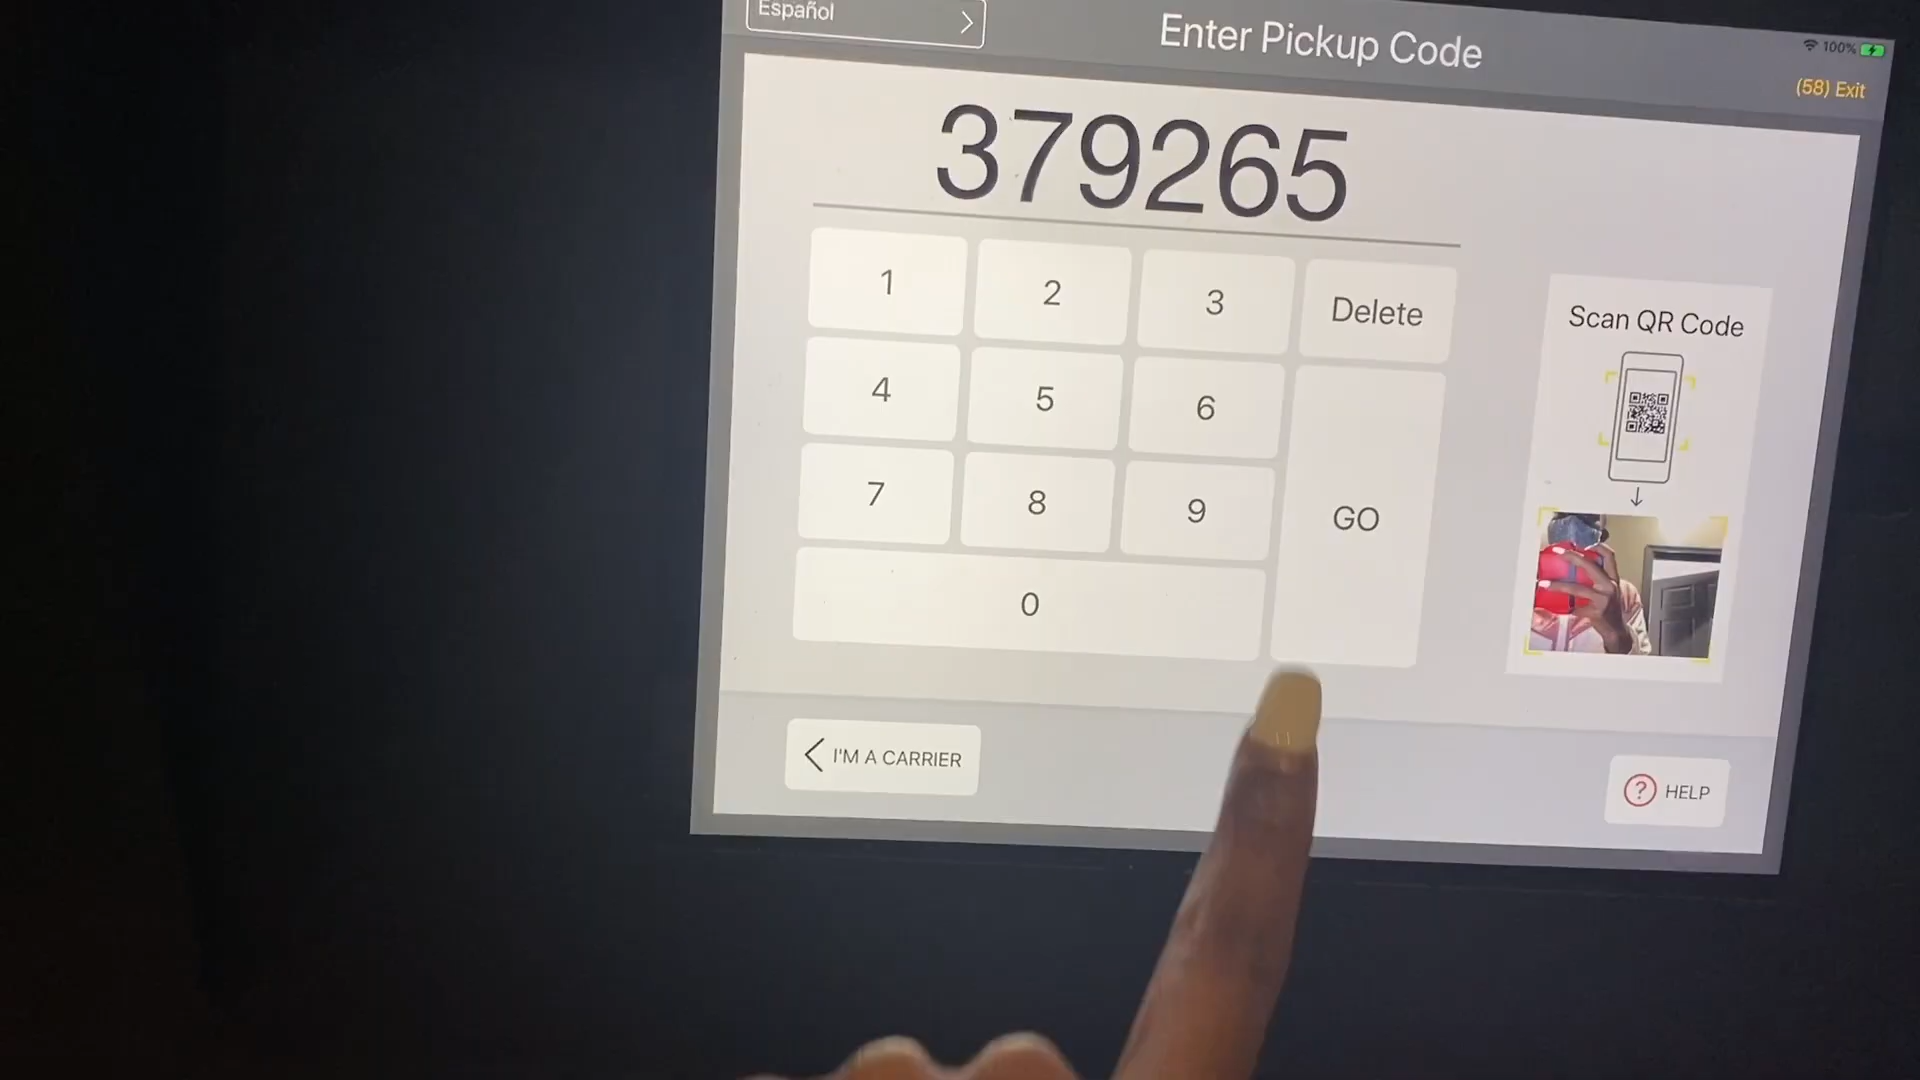 Español
Enter Pickup Code
100%
(58) Exit
379265
1 2 3 Delete
4 5 6
7 8 9 GO
0
Scan QR Code
I'M A CARRIER
? HELP